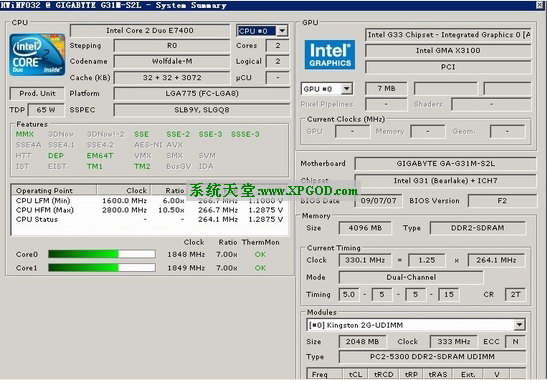 HWiNFO32 @ GIGABYTE G31M-S2L - System Summary
CPU
Intel Core 2 Duo E7400
CPU #0
Stepping R0 Cores 2
Codename Wolfdale-M Logical 2
Cache (KB) 32 + 32 + 3072 µCU -
Prod. Unit Platform LGA775 (FC-LGA8)
TDP 65 W SSPEC SLB9Y, SLGQ8
intel
CORE 2
Duo
inside
Features
MMX 3DNow 3DNow!-2 SSE SSE-2 SSE-3 SSSE-3
SSE4A SSE4.1 SSE4.2 AES-NI AVX
HTT DEP EM64T VMX SMX SVM
IST EIST TM1 TM2 BusGV IDA
Operating Point Clock Ratio
CPU LFM (Min) 1600.0 MHz 6.00x 266.7 MHz 1.1000 V
CPU HFM (Max) 2800.0 MHz 10.50x 266.7 MHz 1.2875 V
CPU Status - - 264.1 MHz 1.2875 V
Clock Ratio ThermMon
Core0 1848 MHz 7.00x OK
Core1 1849 MHz 7.00x OK
GPU
Intel G33 Chipset - Integrated Graphics 0 [A
Intel GMA X3100
PCI
intel
GRAPHICS
GPU #0 7 MB
Pixel Pipelines - Shaders -
Current Clocks (MHz)
GPU - Memory - Geom. -
Motherboard GIGABYTE GA-G31M-S2L
Chipset Intel G31 (Bearlake) + ICH7
BIOS Date 09/07/07 BIOS Version F2
系统天堂:www.XPGOD.com
Memory
Size 4096 MB Type DDR2-SDRAM
Current Timing
Clock 330.1 MHz = 1.25 x 264.1 MHz
Mode Dual-Channel
Timing 5.0 - 5 - 5 - 15 CR 2T
Modules
[#0] Kingston 2G-UDIMM
Size 2048 MB Clock 333 MHz ECC N
Type PC2-5300 DDR2-SDRAM UDIMM
Freq tCL tRCD tRP tRAS Ext. V